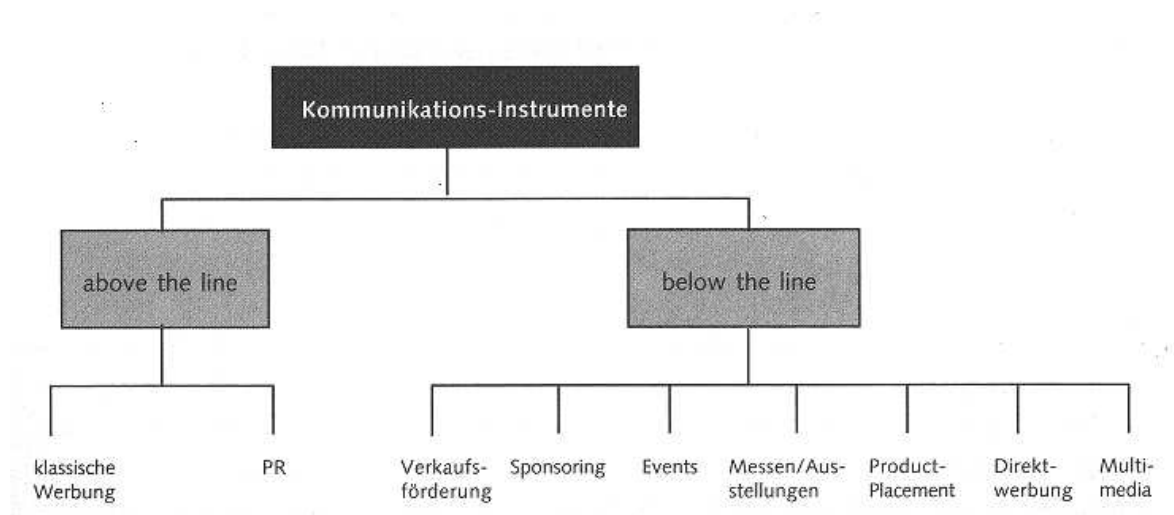 Kommunikations-Instrumente
above the line
below the line
klassische
Werbung
PR
Verkaufs-
förderung
Sponsoring
Events
Messen/Aus-
stellungen
Product-
Placement
Direkt-
werbung
Multi-
media